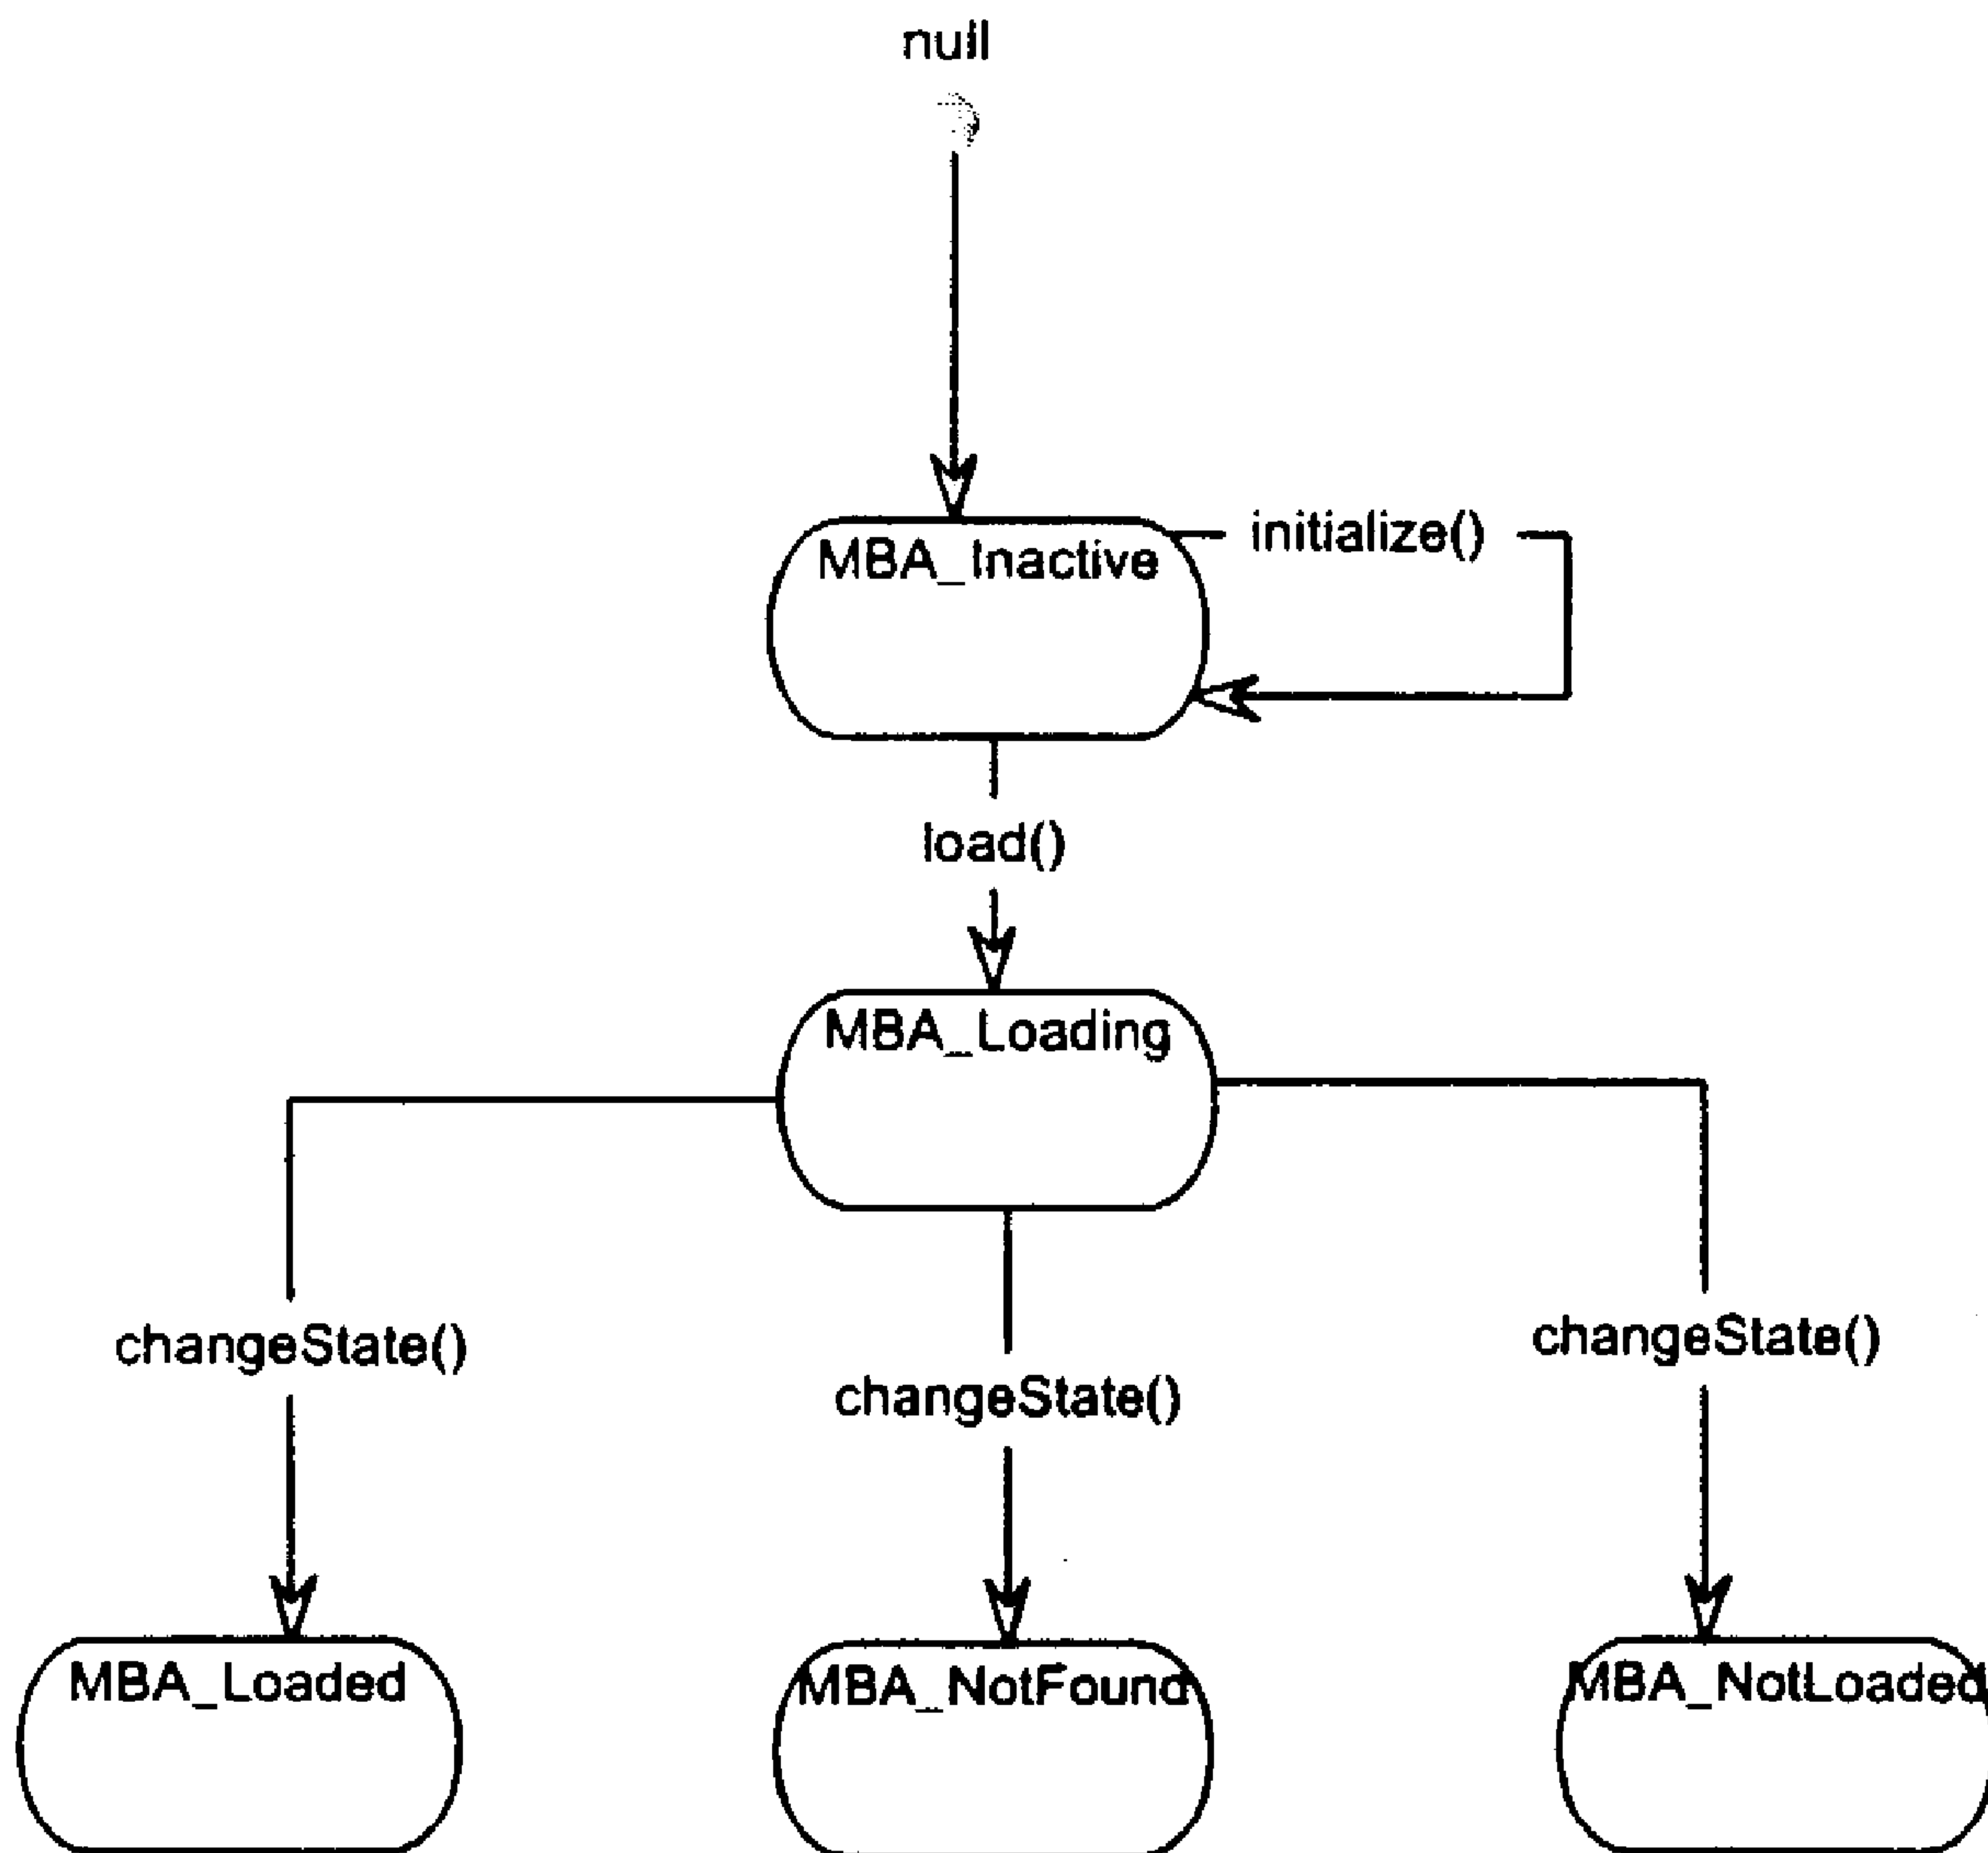 null
MBA_Inactive
initialize()
load()
MBA_Loading
changeState()
changeState()
changeState()
MBA_Loaded
MBA_NotFound
MBA_NotLoaded